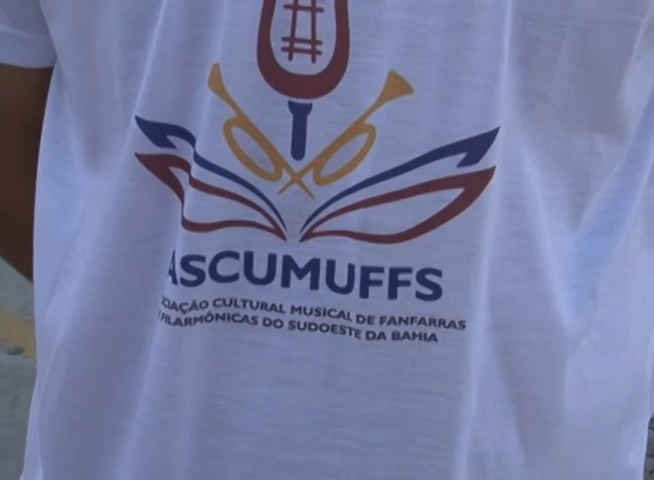 ASCUMUFFS
CIAÇÃO CULTURAL MUSICAL DE FANFARRAS
FILARMÔNICAS DO SUDOESTE DA BAHIA